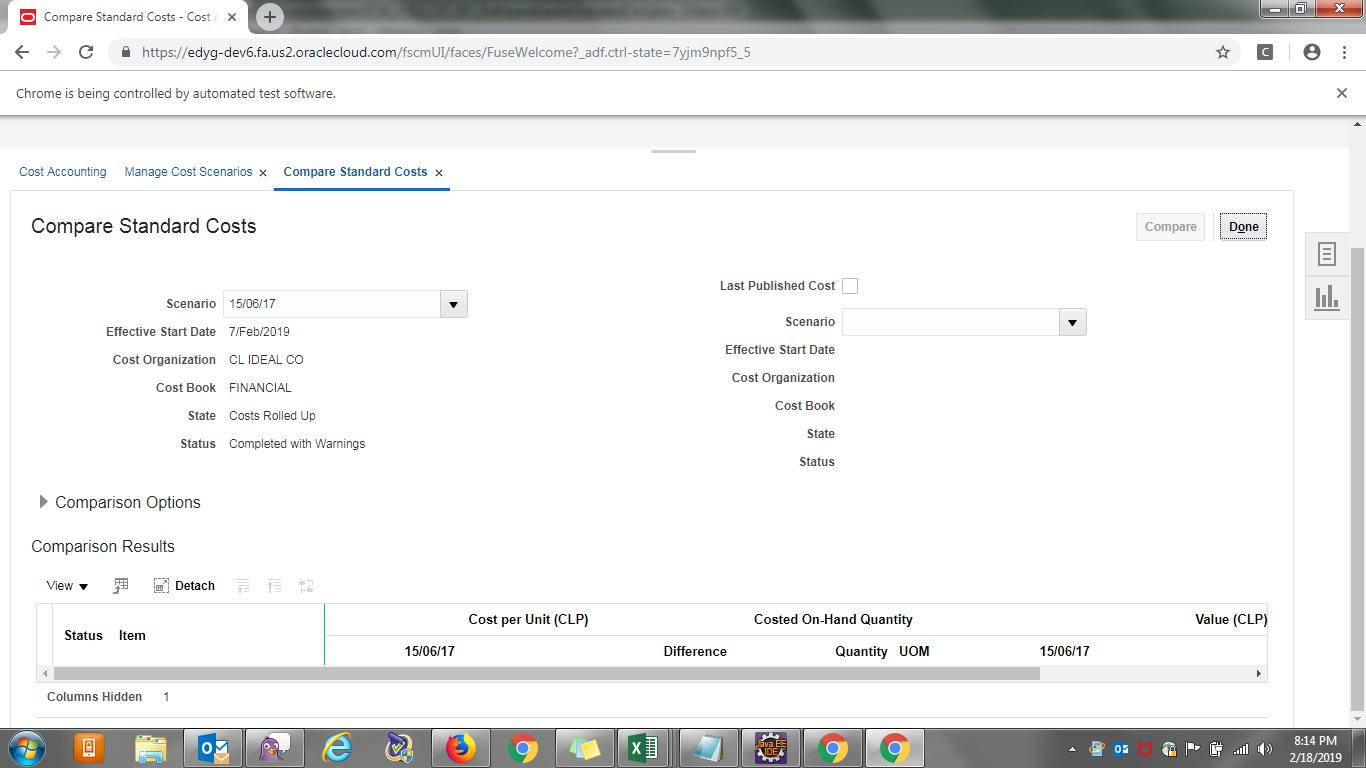 Compare Standard Costs - Cost A
https://edyg-dev6.fa.us2.oraclecloud.com/fscmUI/faces/FuseWelcome?_adf.ctrl-state=7yjm9npf5_5
C
Chrome is being controlled by automated test software.
Cost Accounting Manage Cost Scenarios Compare Standard Costs
Compare Standard Costs
Compare Done
Scenario 15/06/17
Effective Start Date 7/Feb/2019
Cost Organization CL IDEAL CO
Cost Book FINANCIAL
State Costs Rolled Up
Status Completed with Warnings
Last Published Cost
Scenario
Effective Start Date
Cost Organization
Cost Book
State
Status
Comparison Options
Comparison Results
View Detach
Cost per Unit (CLP) Costed On-Hand Quantity Value (CLP)
Status Item
15/06/17 Difference Quantity UOM 15/06/17
Columns Hidden 1
Java EE
IDE
8:14 PM
2/18/2019